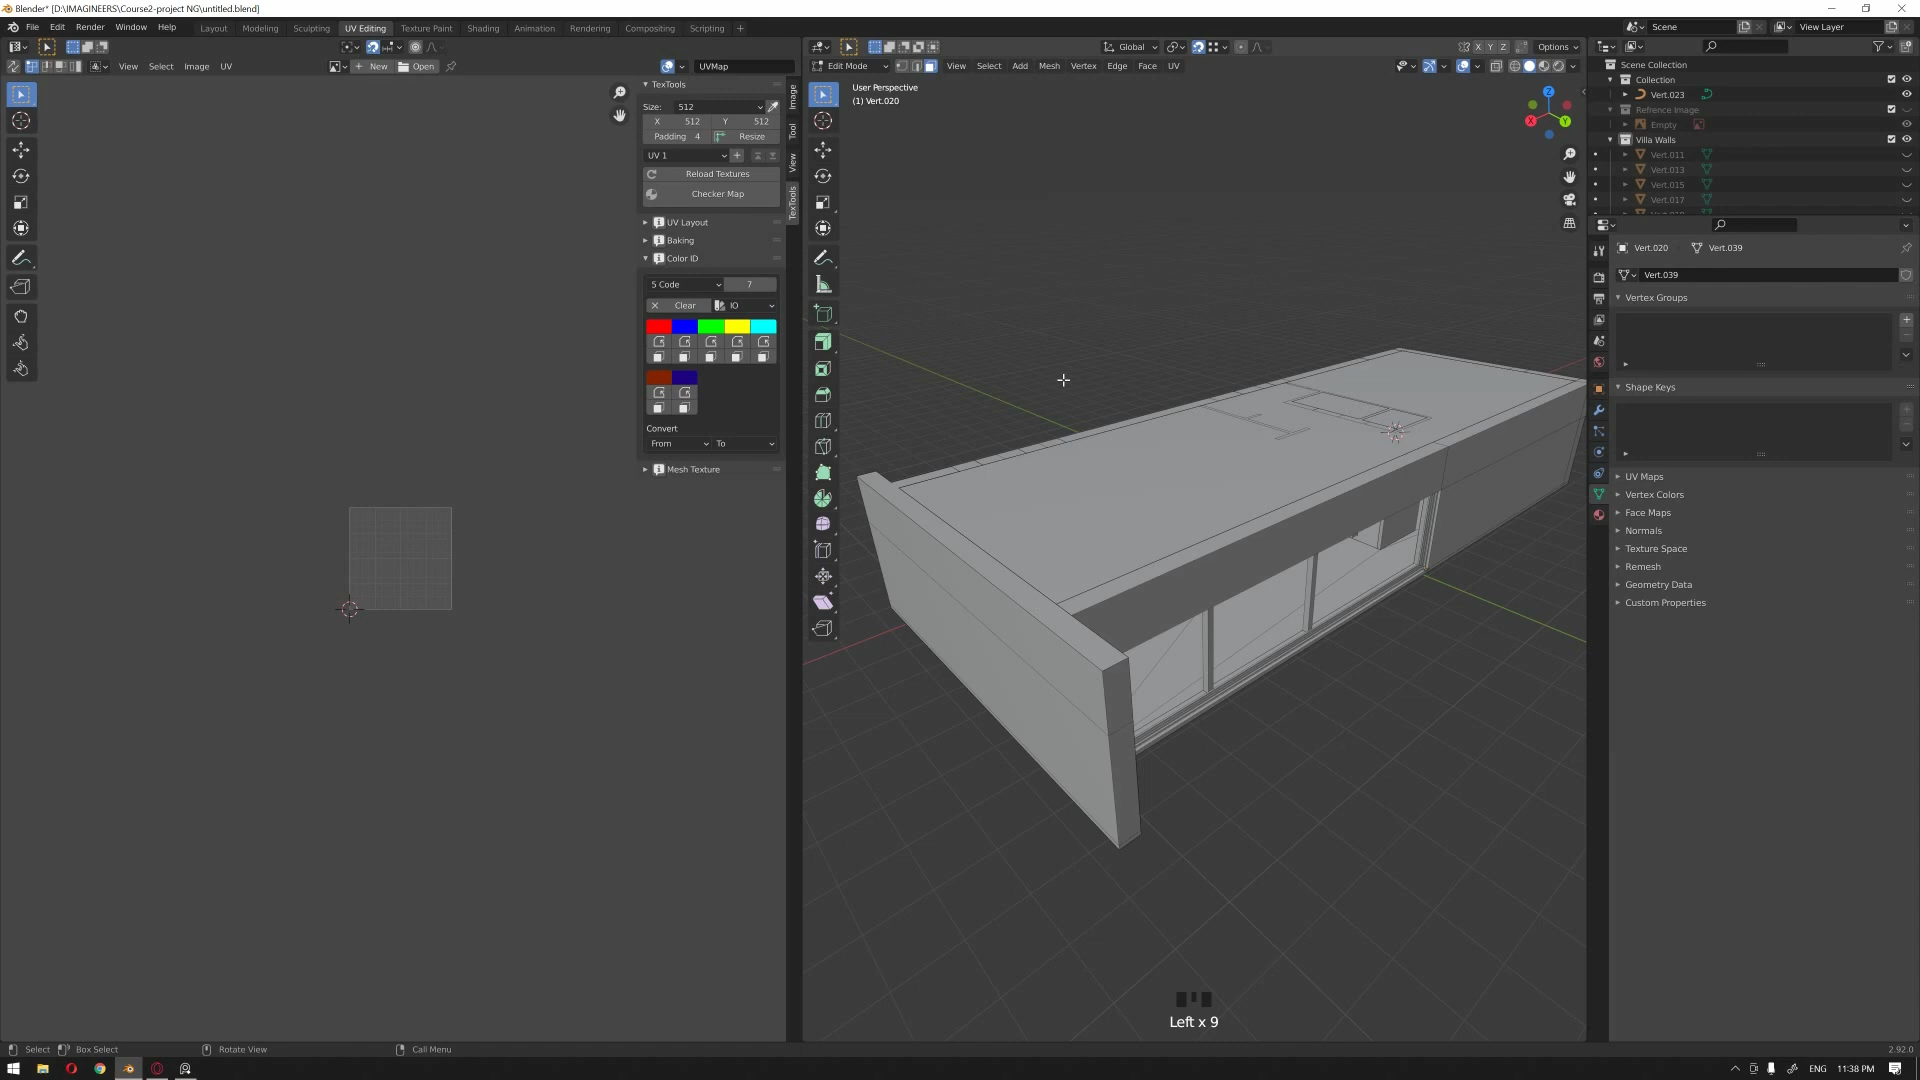 Blender* [D:\IMAGINEERS\Course2-project NG\untitled.blend]
File Edit Render Window Help Layout Modeling Sculpting UV Editing Texture Paint Shading Animation Rendering Compositing Scripting + Scene View Layer
Global X Y Z Options
View Select Image UV New Open UVMap Edit Mode View Select Add Mesh Vertex Edge Face UV
TexTools
Size: 512
X 512 Y 512
Padding 4 Resize
UV 1
Reload Textures
Checker Map
UV Layout
Baking
Color ID
5 Code 7
Clear IO
Convert
From To
Mesh Texture
Image
Tool
View
TexTools
User Perspective
(1) Vert.020
Z
X
Y
Left x 9
Scene Collection
Collection
Vert.023
Refrence Image
Empty
Villa Walls
Vert.011
Vert.013
Vert.015
Vert.017
Vert.020 Vert.039
Vert.039
Vertex Groups
Shape Keys
UV Maps
Vertex Colors
Face Maps
Normals
Texture Space
Remesh
Geometry Data
Custom Properties
Select Box Select Rotate View Call Menu 2.92.0
ENG 11:38 PM